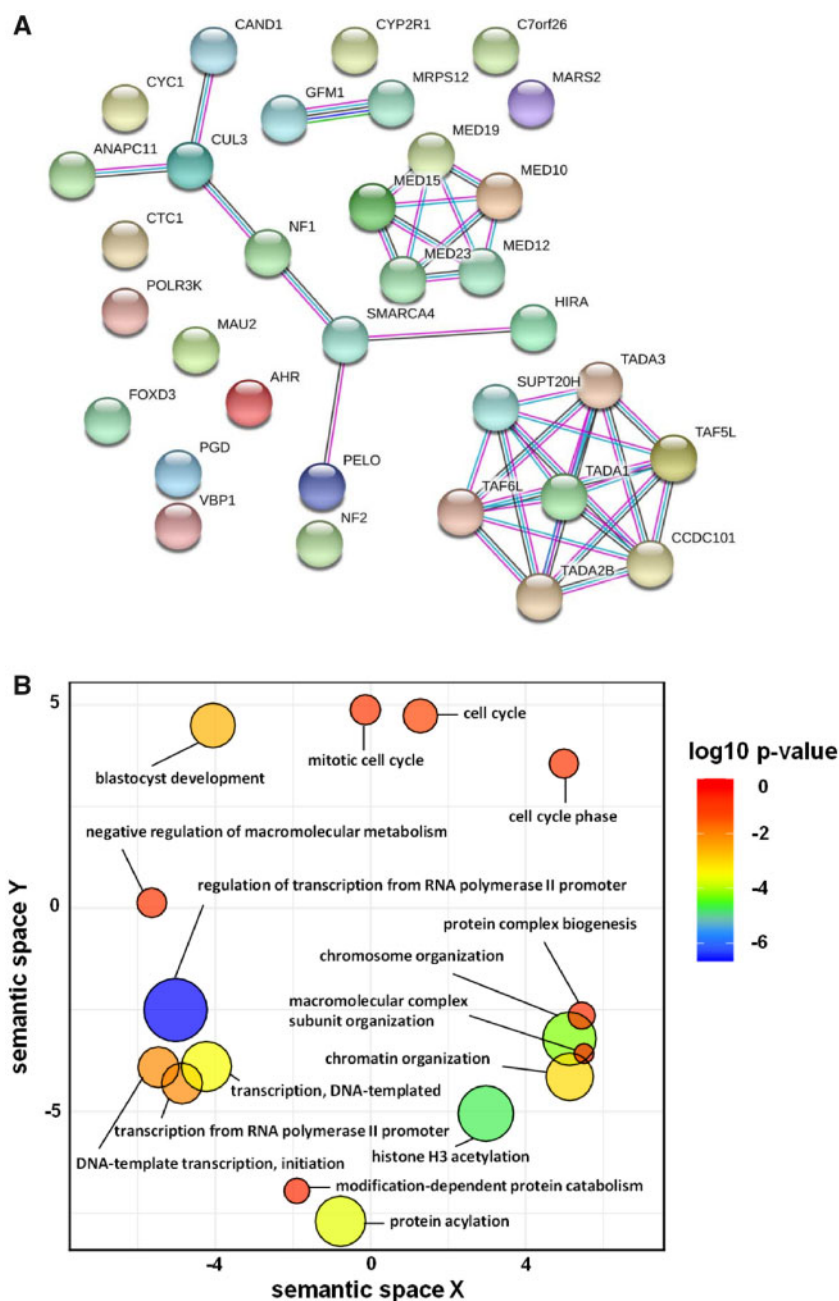 A
CAND1
CYP2R1
C7orf26
CYC1
GFM1
MRPS12
MARS2
ANAPC11
CUL3
MED19
MED15
MED10
CTC1
NF1
MED23
MED12
POLR3K
SMARCA4
HIRA
MAU2
AHR
TADA3
SUPT20H
FOXD3
TAF5L
PGD
PELO
TAF6L
TADA1
VBP1
NF2
CCDC101
TADA2B
B
5
0
-5
semantic space Y
-4
0
4
semantic space X
blastocyst development
mitotic cell cycle
cell cycle
cell cycle phase
negative regulation of macromolecular metabolism
regulation of transcription from RNA polymerase II promoter
protein complex biogenesis
chromosome organization
macromolecular complex
subunit organization
chromatin organization
transcription, DNA-templated
transcription from RNA polymerase II promoter
DNA-template transcription, initiation
histone H3 acetylation
modification-dependent protein catabolism
protein acylation
log10 p-value
0
-2
-4
-6